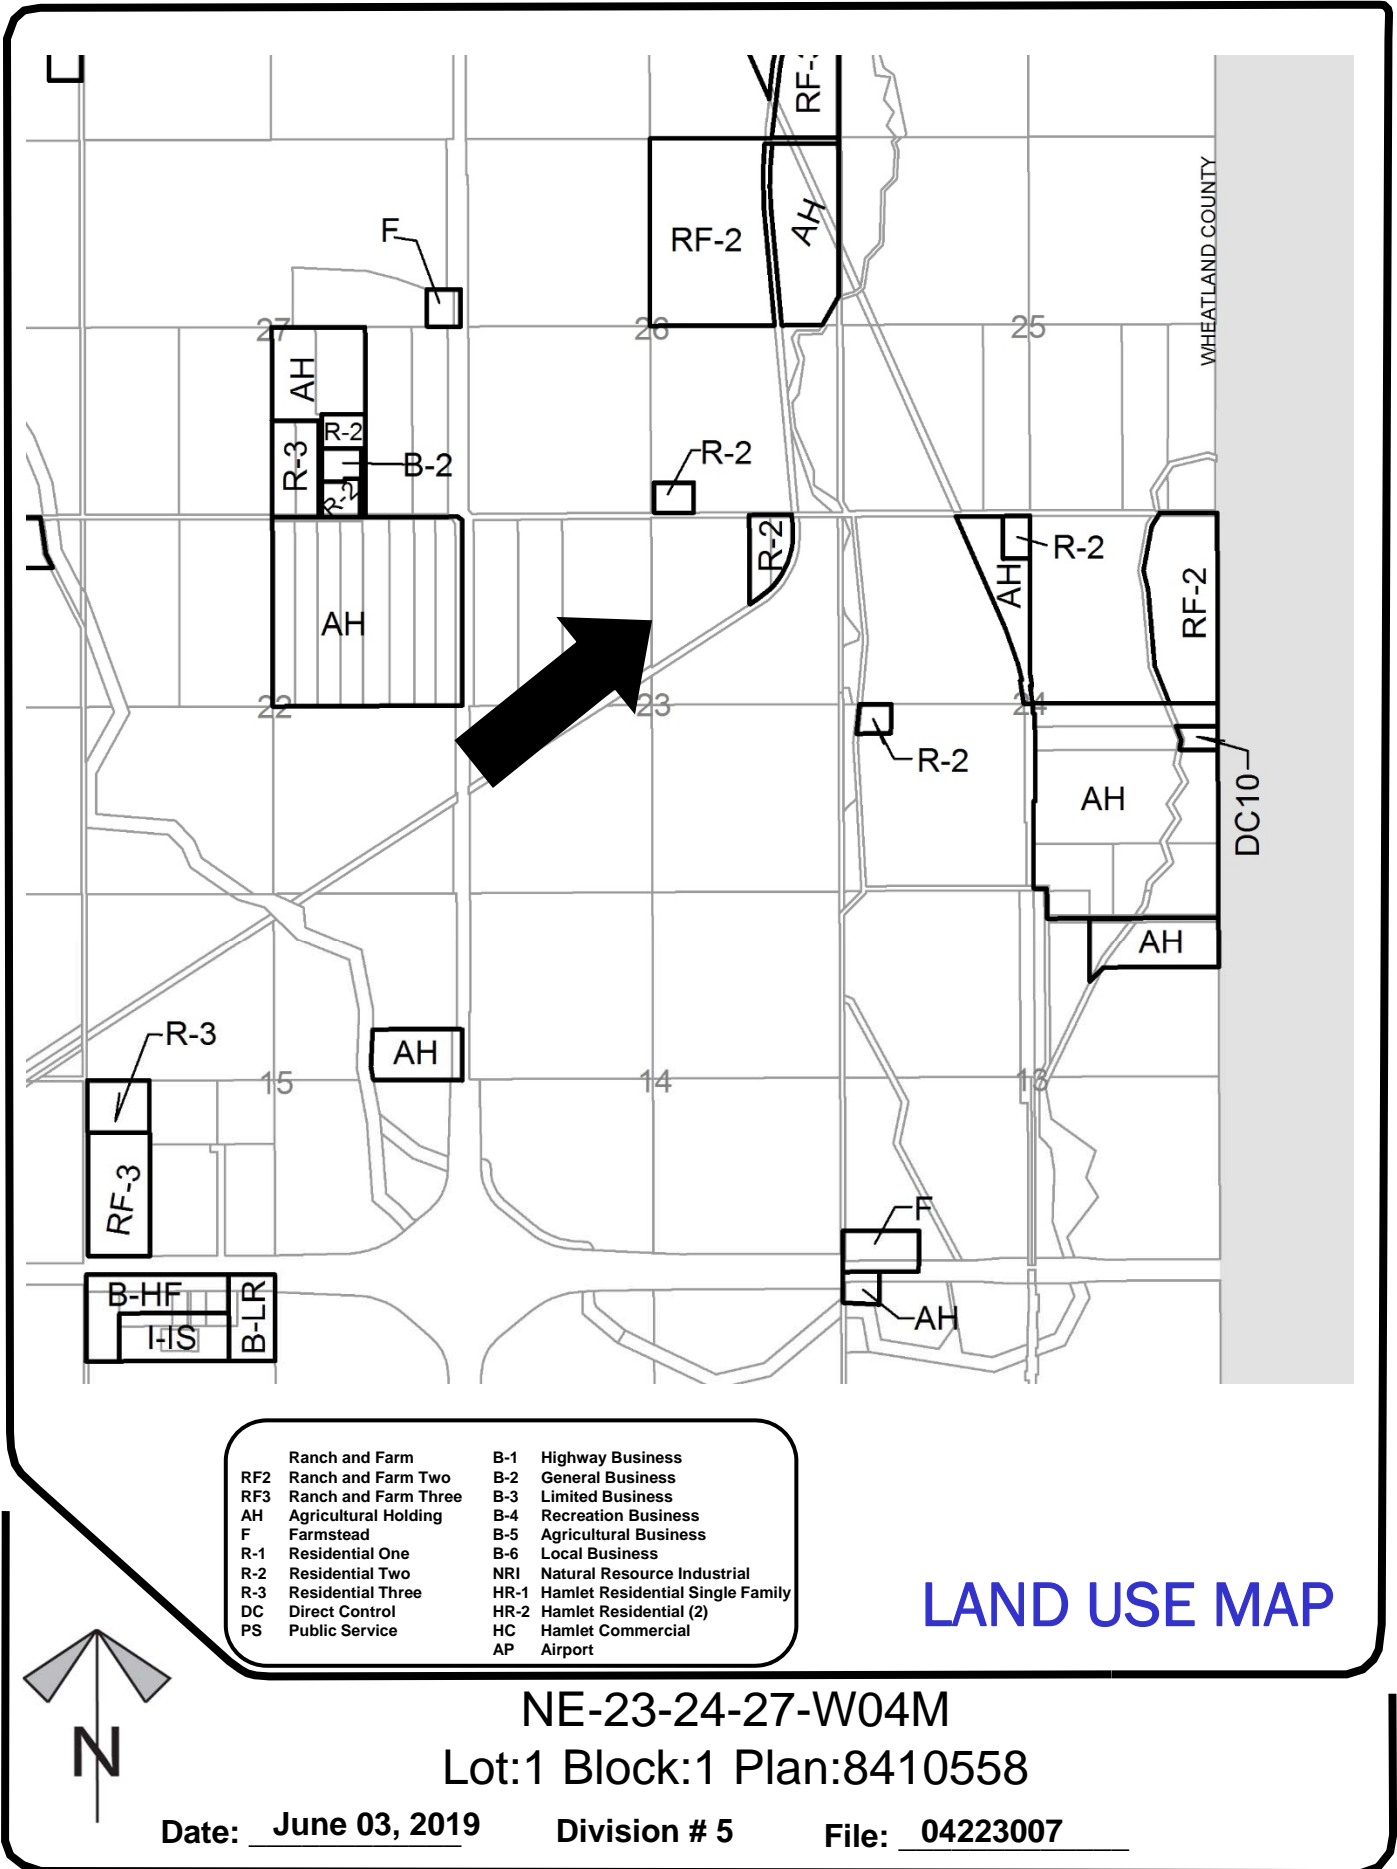 RF-
RF-2
AH
WHEATLAND COUNTY
F
27
26
25
AH
R-2
R-3
B-2
R-2
R-2
R-2
R-2
AH
AH
RF-2
22
23
24
R-2
AH
DC10
AH
R-3
AH
15
14
13
RF-3
F
B-HF
I-IS
B-LR
AH
Ranch and Farm
RF2 Ranch and Farm Two
RF3 Ranch and Farm Three
AH Agricultural Holding
F Farmstead
R-1 Residential One
R-2 Residential Two
R-3 Residential Three
DC Direct Control
PS Public Service
B-1 Highway Business
B-2 General Business
B-3 Limited Business
B-4 Recreation Business
B-5 Agricultural Business
B-6 Local Business
NRI Natural Resource Industrial
HR-1 Hamlet Residential Single Family
HR-2 Hamlet Residential (2)
HC Hamlet Commercial
AP Airport
LAND USE MAP
N
NE-23-24-27-W04M
Lot:1 Block:1 Plan:8410558
Date: June 03, 2019 Division # 5 File: 04223007